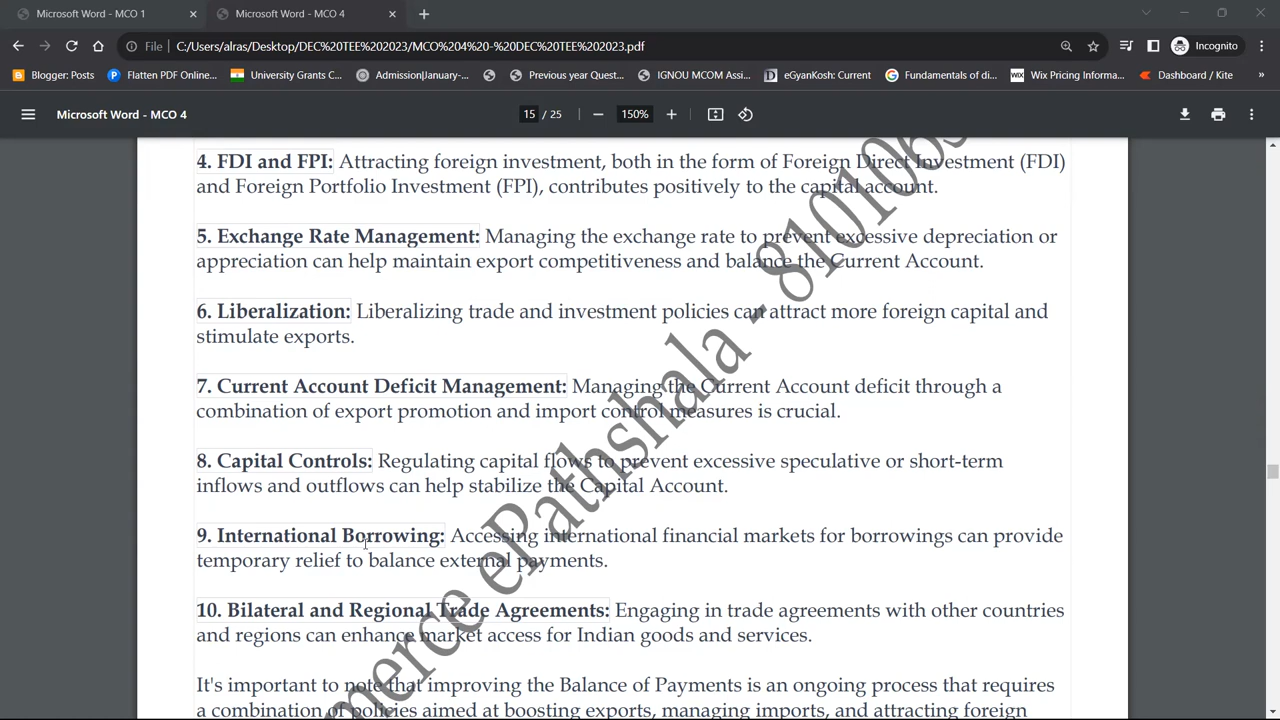 Microsoft Word - MCO 1
Microsoft Word - MCO 4
File
C:/Users/alras/Desktop/DEC%20TEE%202023/MCO%204%20-%20DEC%20TEE%202023.pdf
Incognito
Blogger: Posts
Flatten PDF Online...
University Grants C...
Admission|January-...
Previous year Quest...
IGNOU MCOM Assi...
eGyanKosh: Current
Fundamentals of di...
Wix Pricing Informa...
Dashboard / Kite
Microsoft Word - MCO 4
15 / 25
150%
4. FDI and FPI: Attracting foreign investment, both in the form of Foreign Direct Investment (FDI)
and Foreign Portfolio Investment (FPI), contributes positively to the capital account.
5. Exchange Rate Management: Managing the exchange rate to prevent excessive depreciation or
appreciation can help maintain export competitiveness and balance the Current Account.
6. Liberalization: Liberalizing trade and investment policies can attract more foreign capital and
stimulate exports.
7. Current Account Deficit Management: Managing the Current Account deficit through a
combination of export promotion and import control measures is crucial.
8. Capital Controls: Regulating capital flows to prevent excessive speculative or short-term
inflows and outflows can help stabilize the Capital Account.
9. International Borrowing: Accessing international financial markets for borrowings can provide
temporary relief to balance external payments.
10. Bilateral and Regional Trade Agreements: Engaging in trade agreements with other countries
and regions can enhance market access for Indian goods and services.
It's important to note that improving the Balance of Payments is an ongoing process that requires
a combination of policies aimed at boosting exports, managing imports, and attracting foreign
ePathshala -